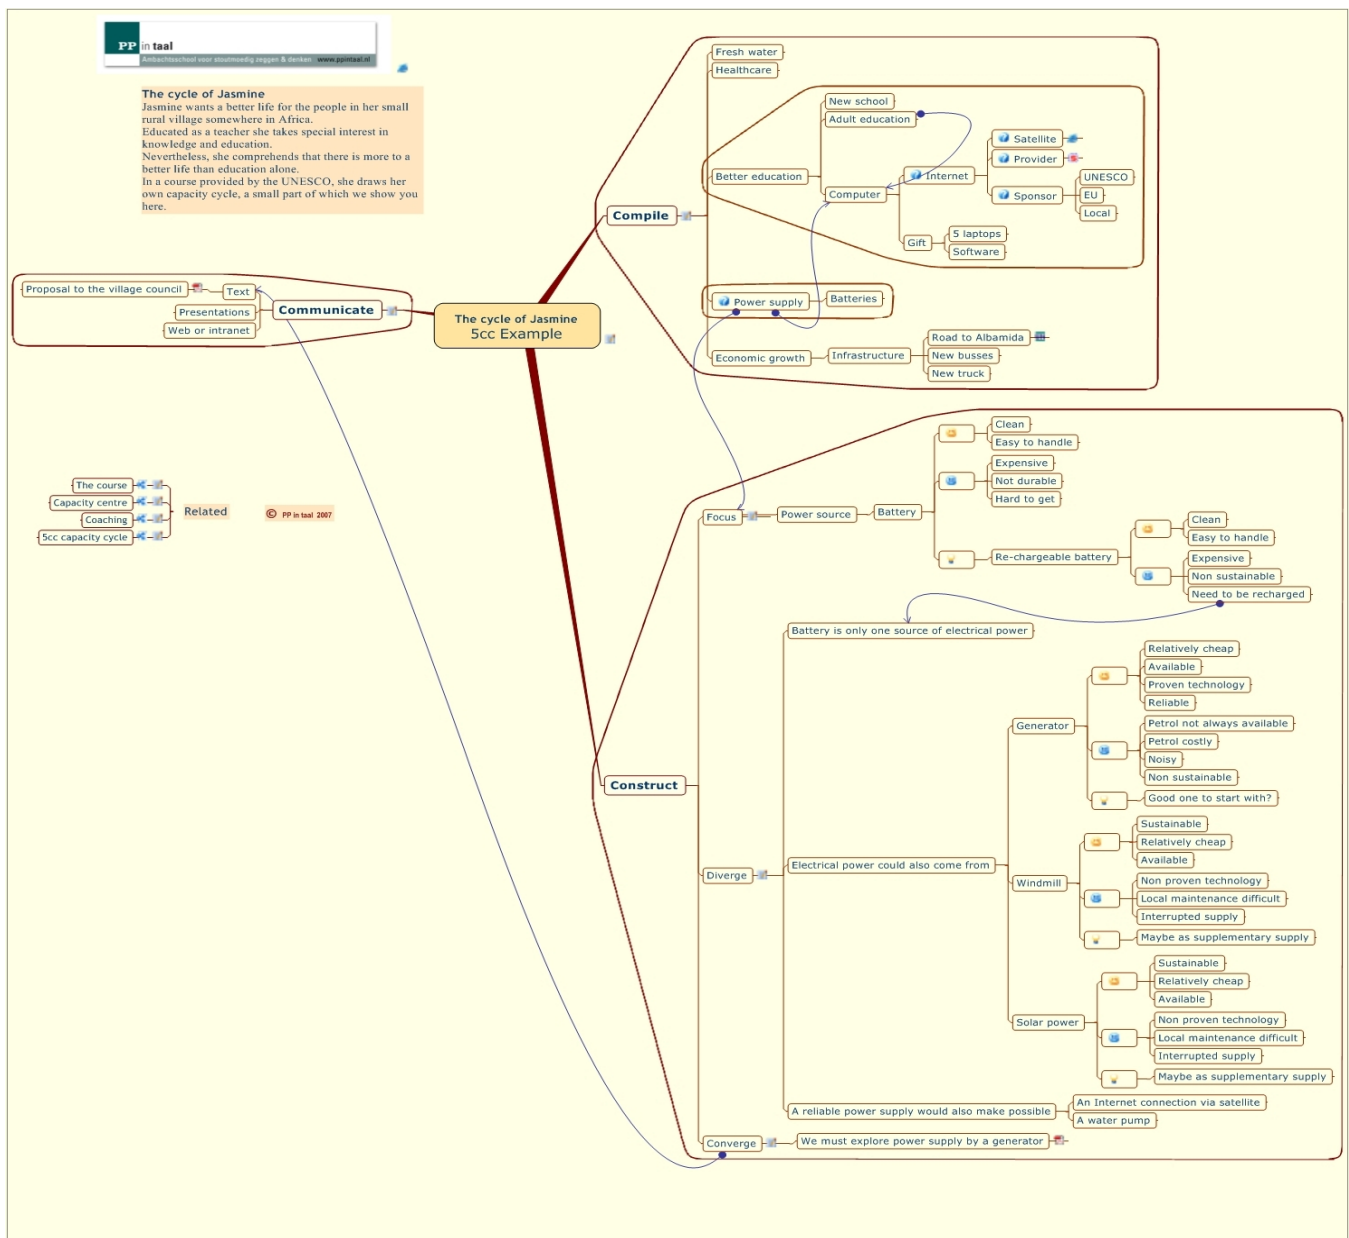 PP in taal
Ambachtsschool voor stoutmoedig zeggen & denken www.ppintaal.nl
The cycle of Jasmine
Jasmine wants a better life for the people in her small
rural village somewhere in Africa.
Educated as a teacher she takes special interest in
knowledge and education.
Nevertheless, she comprehends that there is more to a
better life than education alone.
In a course provided by the UNESCO, she draws her
own capacity cycle, a small part of which we show you
here.
The cycle of Jasmine
5cc Example
Communicate
Text
Proposal to the village council
Presentations
Web or intranet
Related
The course
Capacity centre
Coaching
5cc capacity cycle
© PP in taal 2007
Compile
Fresh water
Healthcare
Better education
New school
Adult education
Computer
Internet
Satellite
Provider
Sponsor
UNESCO
EU
Local
Gift
5 laptops
Software
Power supply
Batteries
Economic growth
Infrastructure
Road to Albamida
New busses
New truck
Construct
Focus
Power source
Battery
Clean
Easy to handle
Expensive
Not durable
Hard to get
Re-chargeable battery
Clean
Easy to handle
Expensive
Non sustainable
Need to be recharged
Diverge
Battery is only one source of electrical power
Electrical power could also come from
Generator
Relatively cheap
Available
Proven technology
Reliable
Petrol not always available
Petrol costly
Noisy
Non sustainable
Good one to start with?
Windmill
Sustainable
Relatively cheap
Available
Non proven technology
Local maintenance difficult
Interrupted supply
Maybe as supplementary supply
Solar power
Sustainable
Relatively cheap
Available
Non proven technology
Local maintenance difficult
Interrupted supply
Maybe as supplementary supply
A reliable power supply would also make possible
An Internet connection via satellite
A water pump
Converge
We must explore power supply by a generator